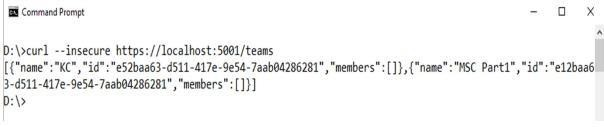 Command Prompt
D:\>curl --insecure https://localhost:5001/teams
[{"name":"KC","id":"e52baa63-d511-417e-9e54-7aab04286281","members":[]},{"name":"MSC Part1","id":"e12baa6
3-d511-417e-9e54-7aab04286281","members":[]}]
D:\>